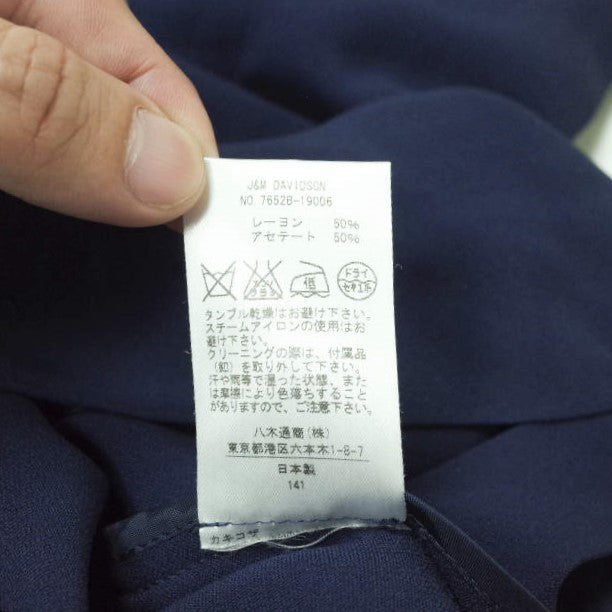 J&M DAVIDSON
NO. 7652B-19006
レーヨン 50%
アセテート 50%
エンソ サラシ 低 ドライ セキユ系
タンブル乾燥はお避け下さい。
スチームアイロンの使用はお
避け下さい。
クリーニングの際は、付属品
(釦)を取り外して下さい。
汗や雨等で湿った状態、また
は摩擦により色落ちすること
がありますので、ご注意下さい。
八木通商(株)
東京都港区六本木1-8-7
日本製
141